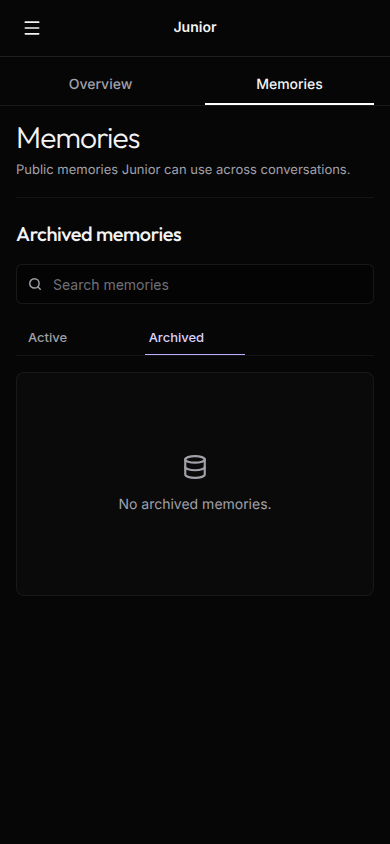 Junior
Overview
Memories
Memories
Public memories Junior can use across conversations.
Archived memories
Search memories
Active
Archived
No archived memories.